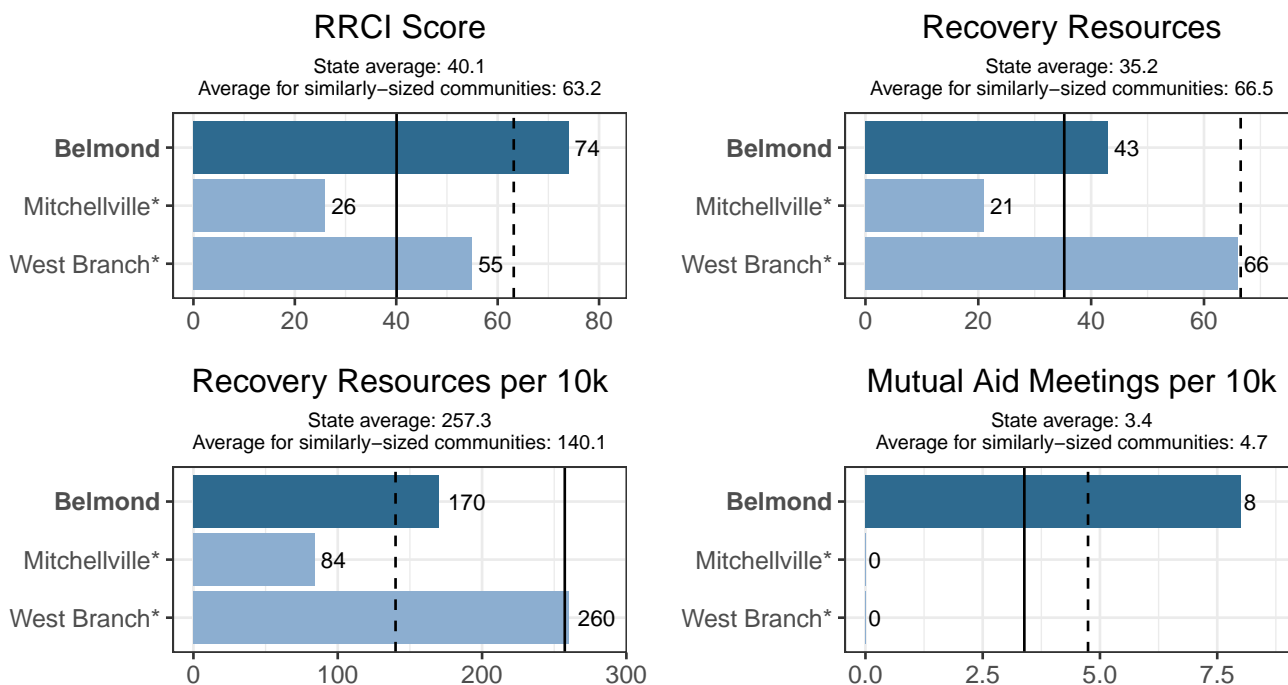 RRCI Score
State average: 40.1
Average for similarly−sized communities: 63.2
Belmond
74
Mitchellville*
26
West Branch*
55
0 20 40 60 80
Recovery Resources
State average: 35.2
Average for similarly−sized communities: 66.5
Belmond
43
Mitchellville*
21
West Branch*
66
0 20 40 60
Recovery Resources per 10k
State average: 257.3
Average for similarly−sized communities: 140.1
Belmond
170
Mitchellville*
84
West Branch*
260
0 100 200 300
Mutual Aid Meetings per 10k
State average: 3.4
Average for similarly−sized communities: 4.7
Belmond
8
Mitchellville*
0
West Branch*
0
0.0 2.5 5.0 7.5